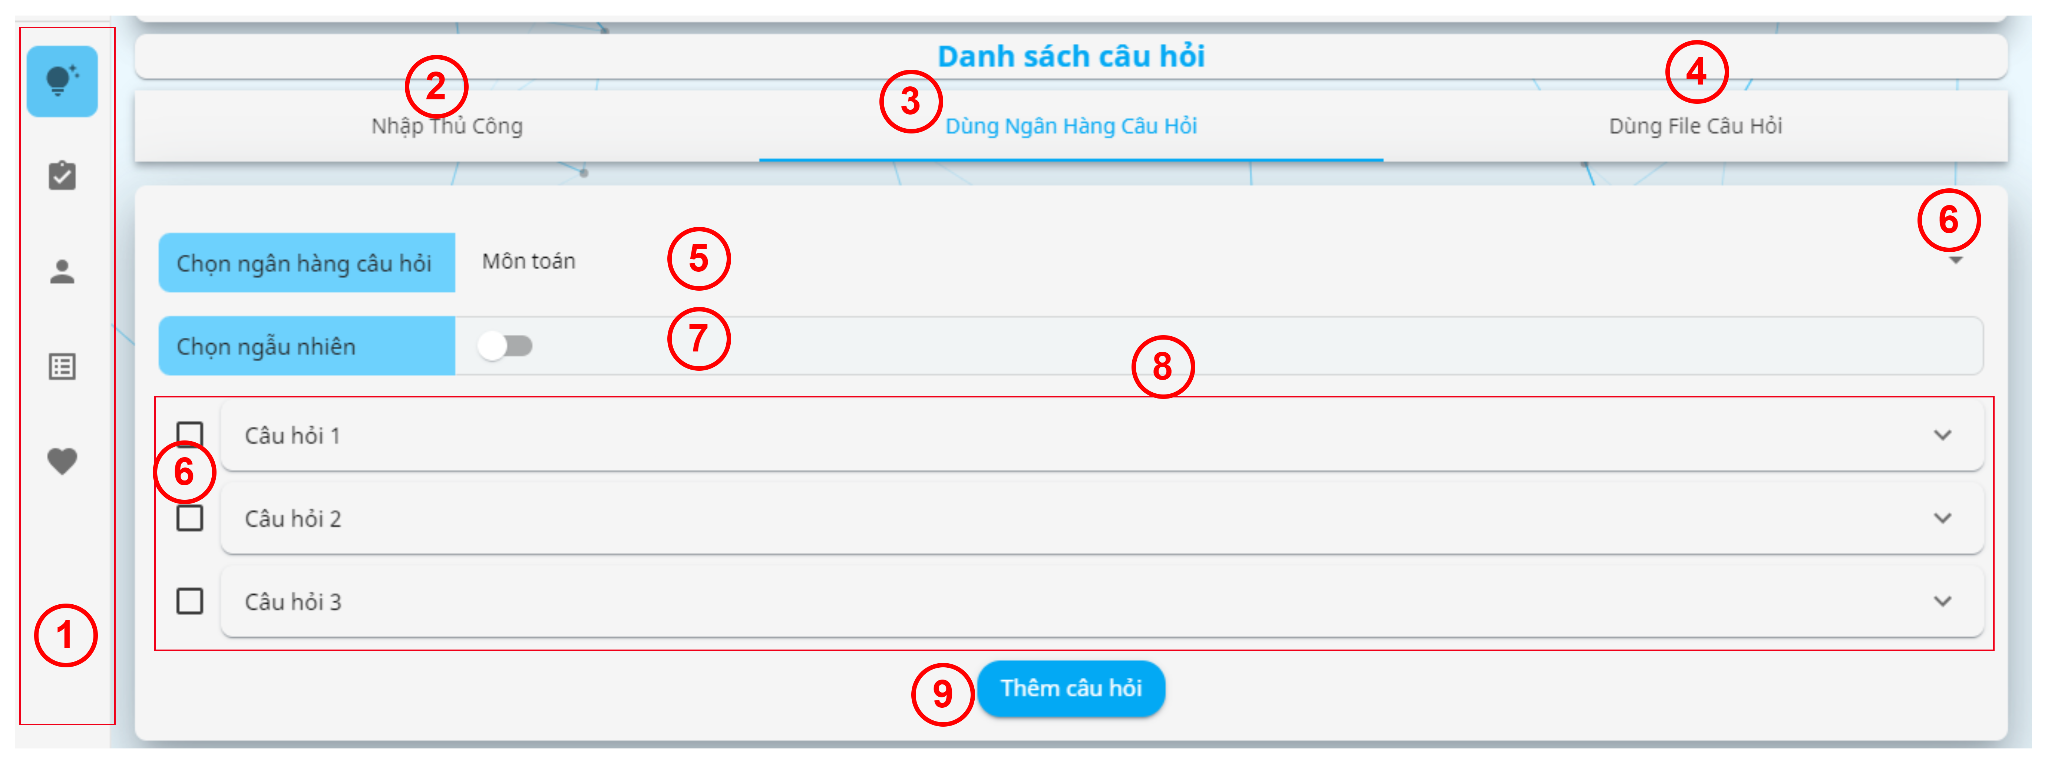 Danh sách câu hỏi
2
3
4
Nhập Thủ Công
Dùng Ngân Hàng Câu Hỏi
Dùng File Câu Hỏi
6
Chọn ngân hàng câu hỏi
Môn toán
5
Chọn ngẫu nhiên
7
8
Câu hỏi 1
6
Câu hỏi 2
Câu hỏi 3
1
9
Thêm câu hỏi